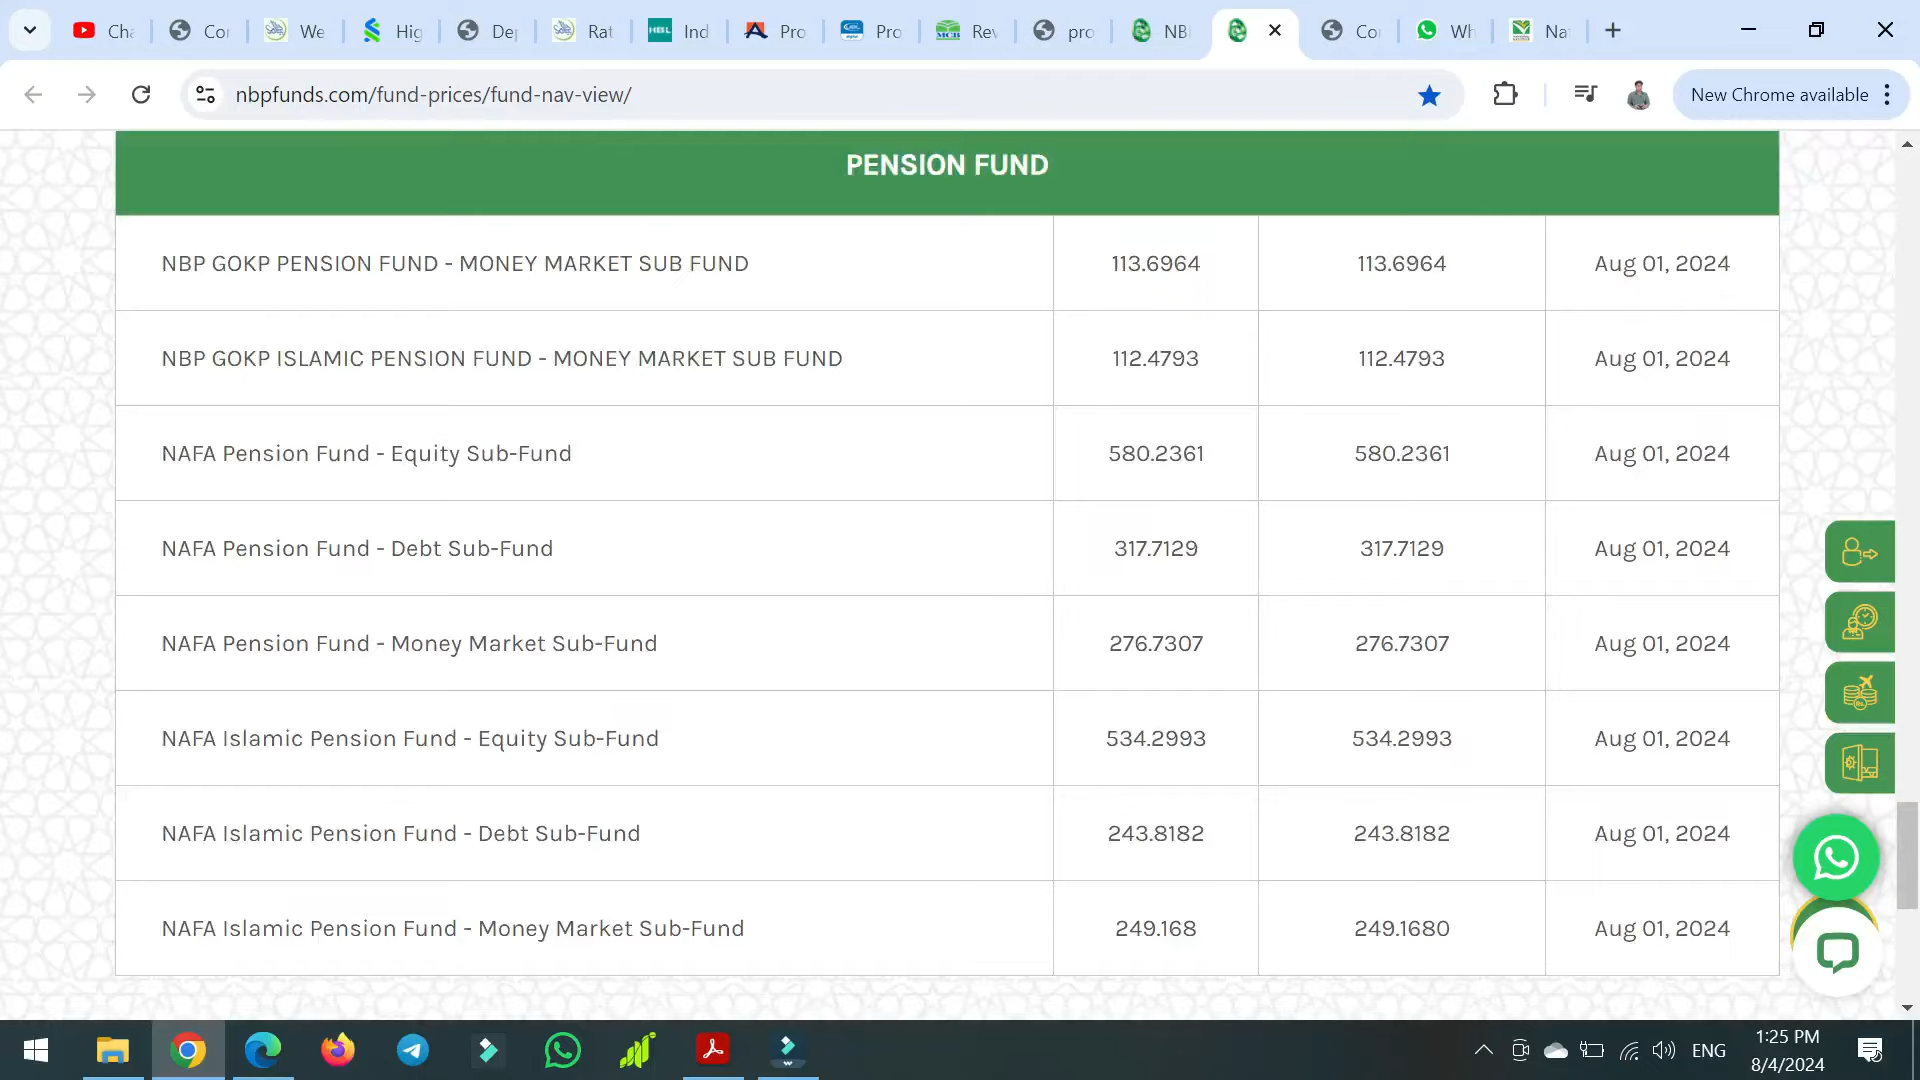 Cha
Cor
We
Hig
De
Rat
HBL
Ind
Pro
Pro
MCB
Rev
pro
NB
Co
Wh
Na
nbpfunds.com/fund-prices/fund-nav-view/
New Chrome available
PENSION FUND
NBP GOKP PENSION FUND - MONEY MARKET SUB FUND 113.6964 113.6964 Aug 01, 2024
NBP GOKP ISLAMIC PENSION FUND - MONEY MARKET SUB FUND 112.4793 112.4793 Aug 01, 2024
NAFA Pension Fund - Equity Sub-Fund 580.2361 580.2361 Aug 01, 2024
NAFA Pension Fund - Debt Sub-Fund 317.7129 317.7129 Aug 01, 2024
NAFA Pension Fund - Money Market Sub-Fund 276.7307 276.7307 Aug 01, 2024
NAFA Islamic Pension Fund - Equity Sub-Fund 534.2993 534.2993 Aug 01, 2024
NAFA Islamic Pension Fund - Debt Sub-Fund 243.8182 243.8182 Aug 01, 2024
NAFA Islamic Pension Fund - Money Market Sub-Fund 249.168 249.1680 Aug 01, 2024
ENG
1:25 PM
8/4/2024